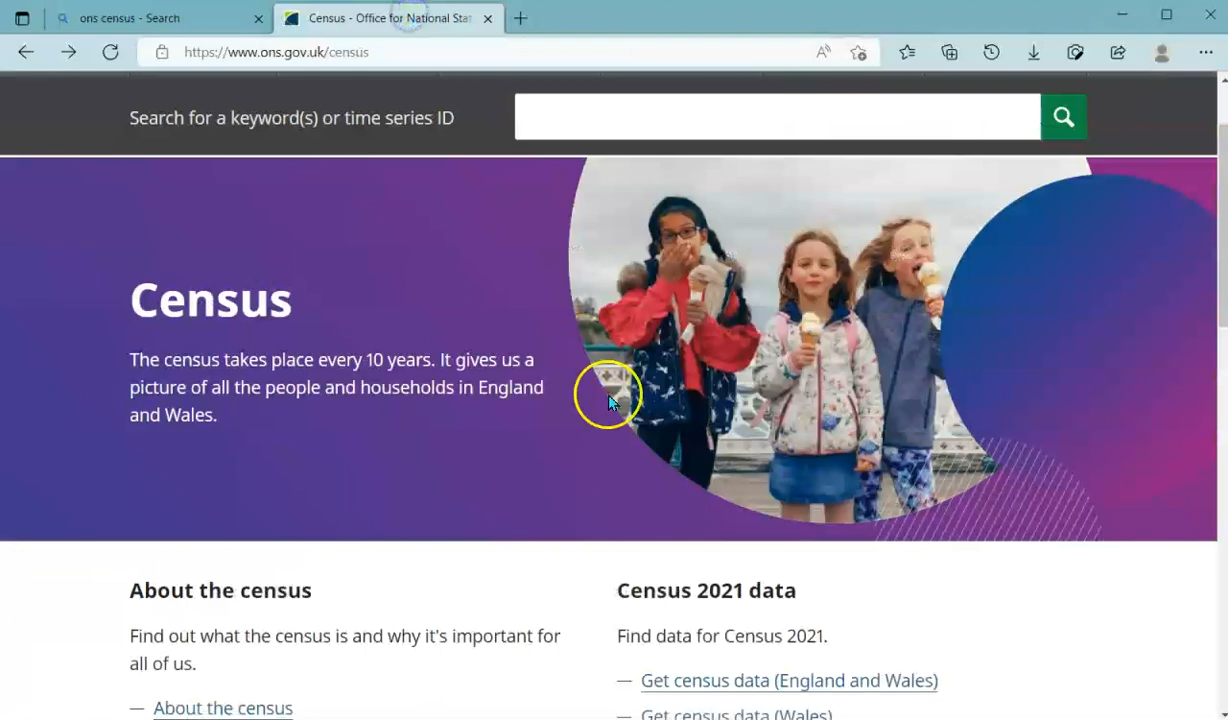 ons census - Search
Census - Office for National Stat
https://www.ons.gov.uk/census
Search for a keyword(s) or time series ID
Census
The census takes place every 10 years. It gives us a
picture of all the people and households in England
and Wales.
About the census
Find out what the census is and why it's important for
all of us.
— About the census
Census 2021 data
Find data for Census 2021.
— Get census data (England and Wales)
— Get census data (Wales)